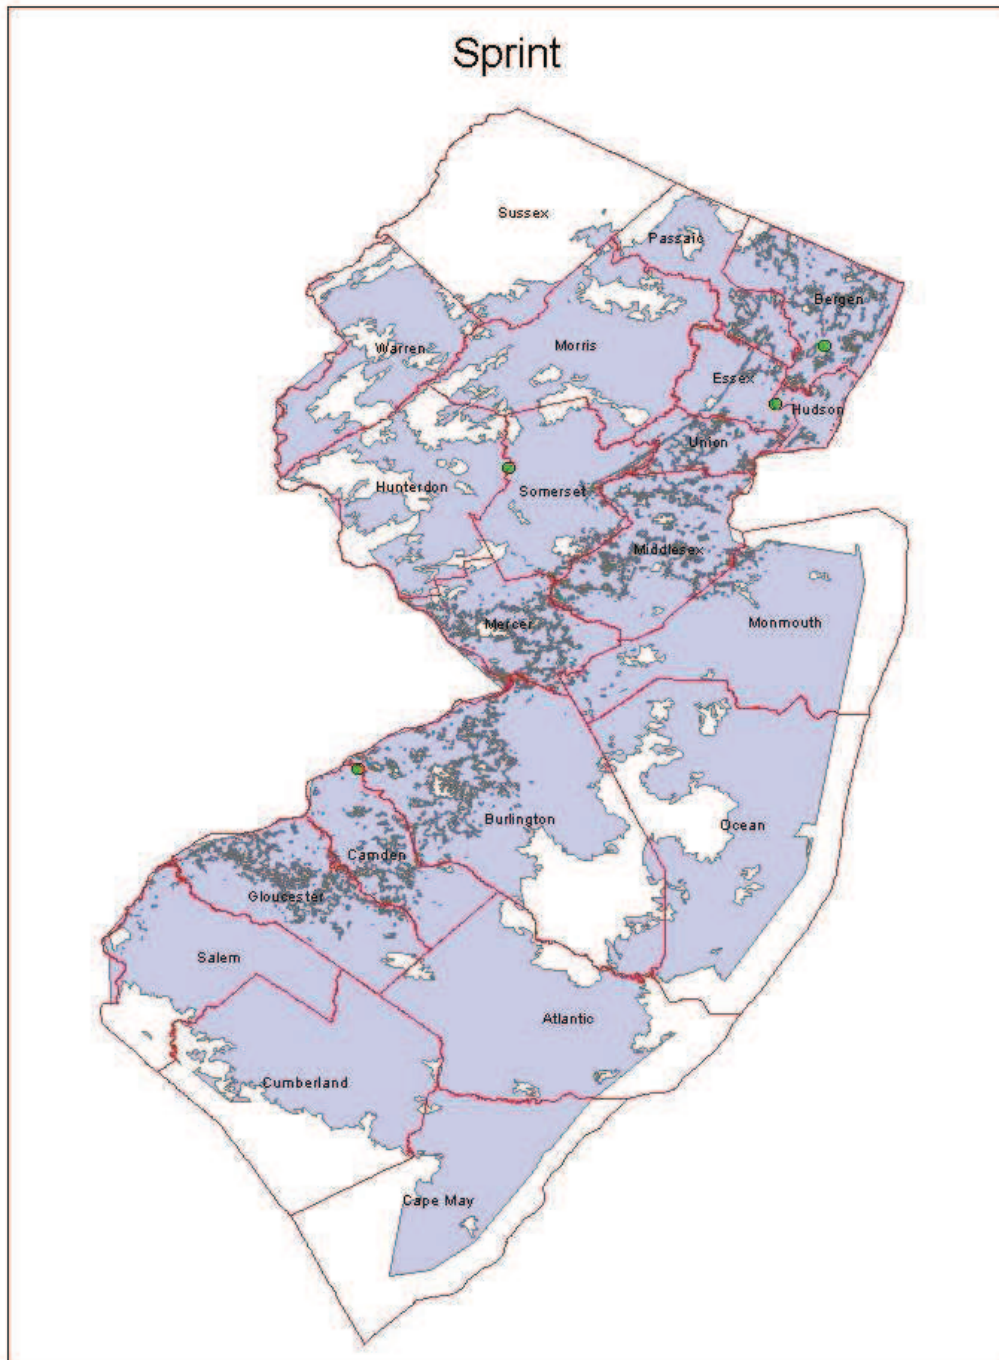 Sprint
Sussex
Passaic
Bergen
Warren
Morris
Essex
Hudson
Union
Hunterdon
Somerset
Middlesex
Mercer
Monmouth
Burlington
Ocean
Camden
Gloucester
Salem
Atlantic
Cumberland
Cape May